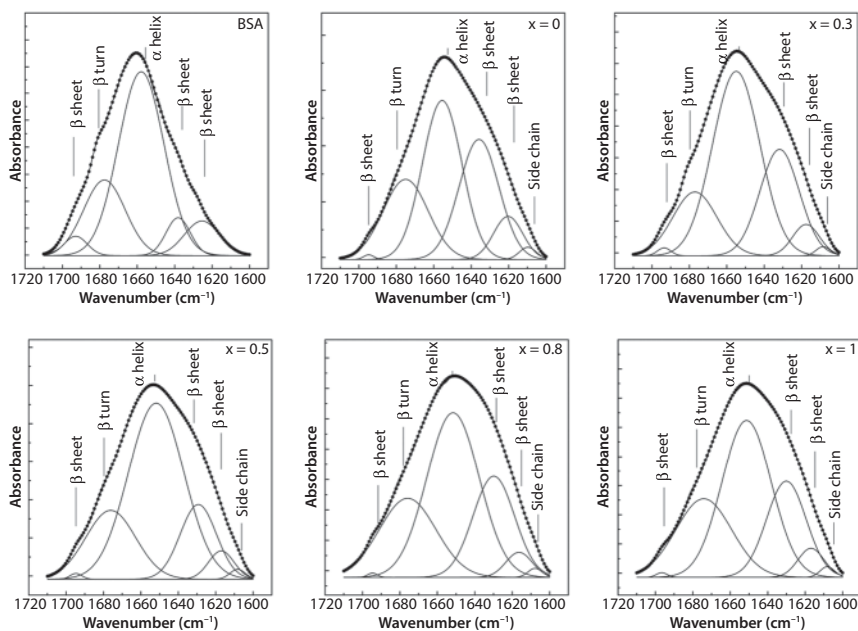 BSA
β sheet
β turn
α helix
β sheet
β sheet
Absorbance
1720 1700 1680 1660 1640 1620 1600
Wavenumber (cm⁻¹)
x = 0
β sheet
β turn
α helix
β sheet
β sheet
Side chain
Absorbance
1720 1700 1680 1660 1640 1620 1600
Wavenumber (cm⁻¹)
x = 0.3
β sheet
β turn
α helix
β sheet
β sheet
Side chain
Absorbance
1720 1700 1680 1660 1640 1620 1600
Wavenumber (cm⁻¹)
x = 0.5
β sheet
β turn
α helix
β sheet
β sheet
Side chain
Absorbance
1720 1700 1680 1660 1640 1620 1600
Wavenumber (cm⁻¹)
x = 0.8
β sheet
β turn
α helix
β sheet
β sheet
Side chain
Absorbance
1720 1700 1680 1660 1640 1620 1600
Wavenumber (cm⁻¹)
x = 1
β sheet
β turn
α helix
β sheet
β sheet
Side chain
Absorbance
1720 1700 1680 1660 1640 1620 1600
Wavenumber (cm⁻¹)